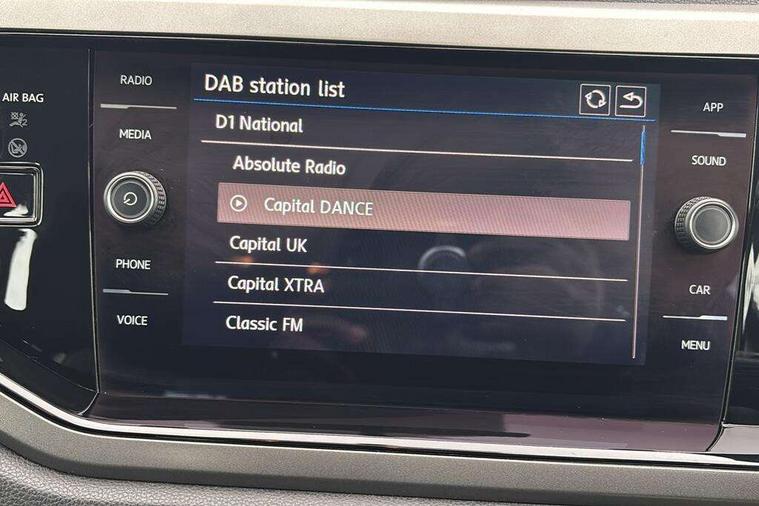 AIR BAG
RADIO
MEDIA
PHONE
VOICE
DAB station list
D1 National
Absolute Radio
Capital DANCE
Capital UK
Capital XTRA
Classic FM
APP
SOUND
CAR
MENU